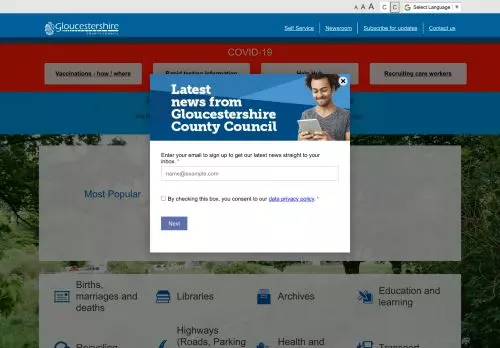 A A A C C G Select Language ▼
Gloucestershire
COUNTY COUNCIL
Self Service Newsroom Subscribe for updates Contact us
COVID-19
Vaccinations - how / where Rapid testing information Help Hub Recruiting care workers
Latest
news from
Gloucestershire
County Council
Enter your email to sign up to get our latest news straight to your
inbox. *
name@example.com
By checking this box, you consent to our data privacy policy. *
Next
Most Popular
Births,
marriages and
deaths
Libraries
Archives
Education and
learning
Recycling
Highways
(Roads, Parking
Health and
Transport